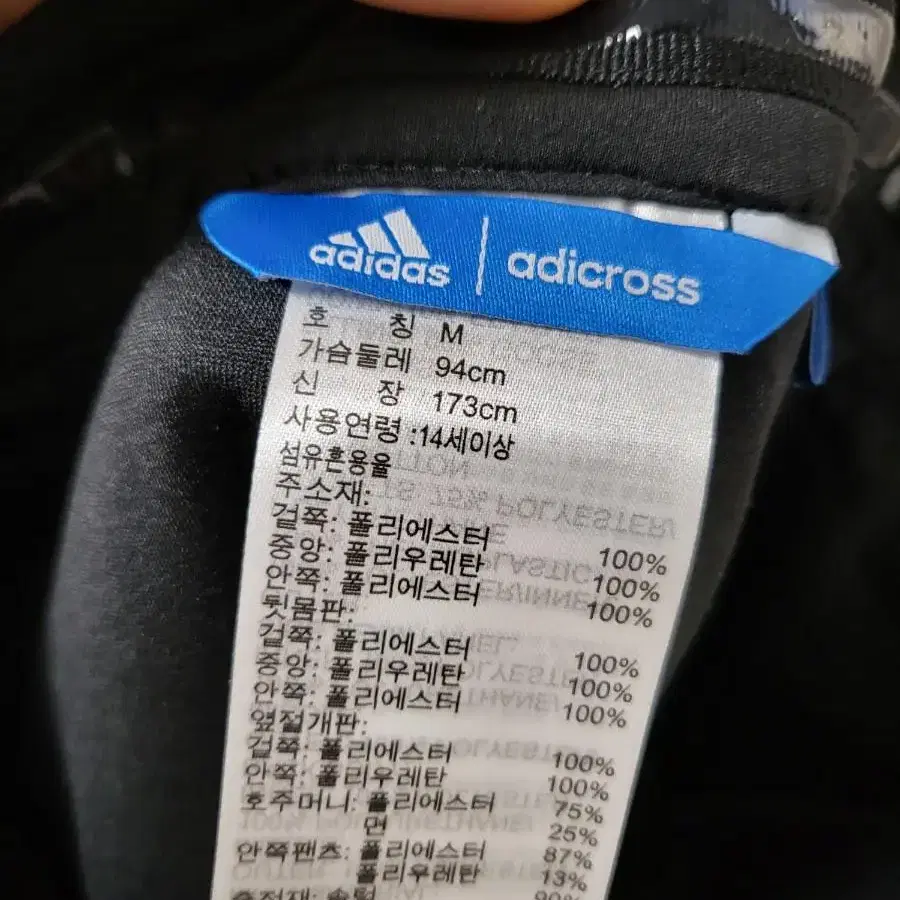 adidas | adicross
호 칭 M
가슴둘레 94cm
신 장 173cm
사용연령 :14세이상
섬유혼용율
주소재:
겉쪽: 폴리에스터 100%
중앙: 폴리우레탄 100%
안쪽: 폴리에스터 100%
뒷몸판:
겉쪽: 폴리에스터 100%
중앙: 폴리우레탄 100%
안쪽: 폴리에스터 100%
옆절개판:
겉쪽: 폴리에스터 100%
안쪽: 폴리우레탄 100%
호주머니: 폴리에스터 75%
면 25%
안쪽팬츠: 폴리에스터 87%
폴리우레탄 13%
충전재: 솜털 90%